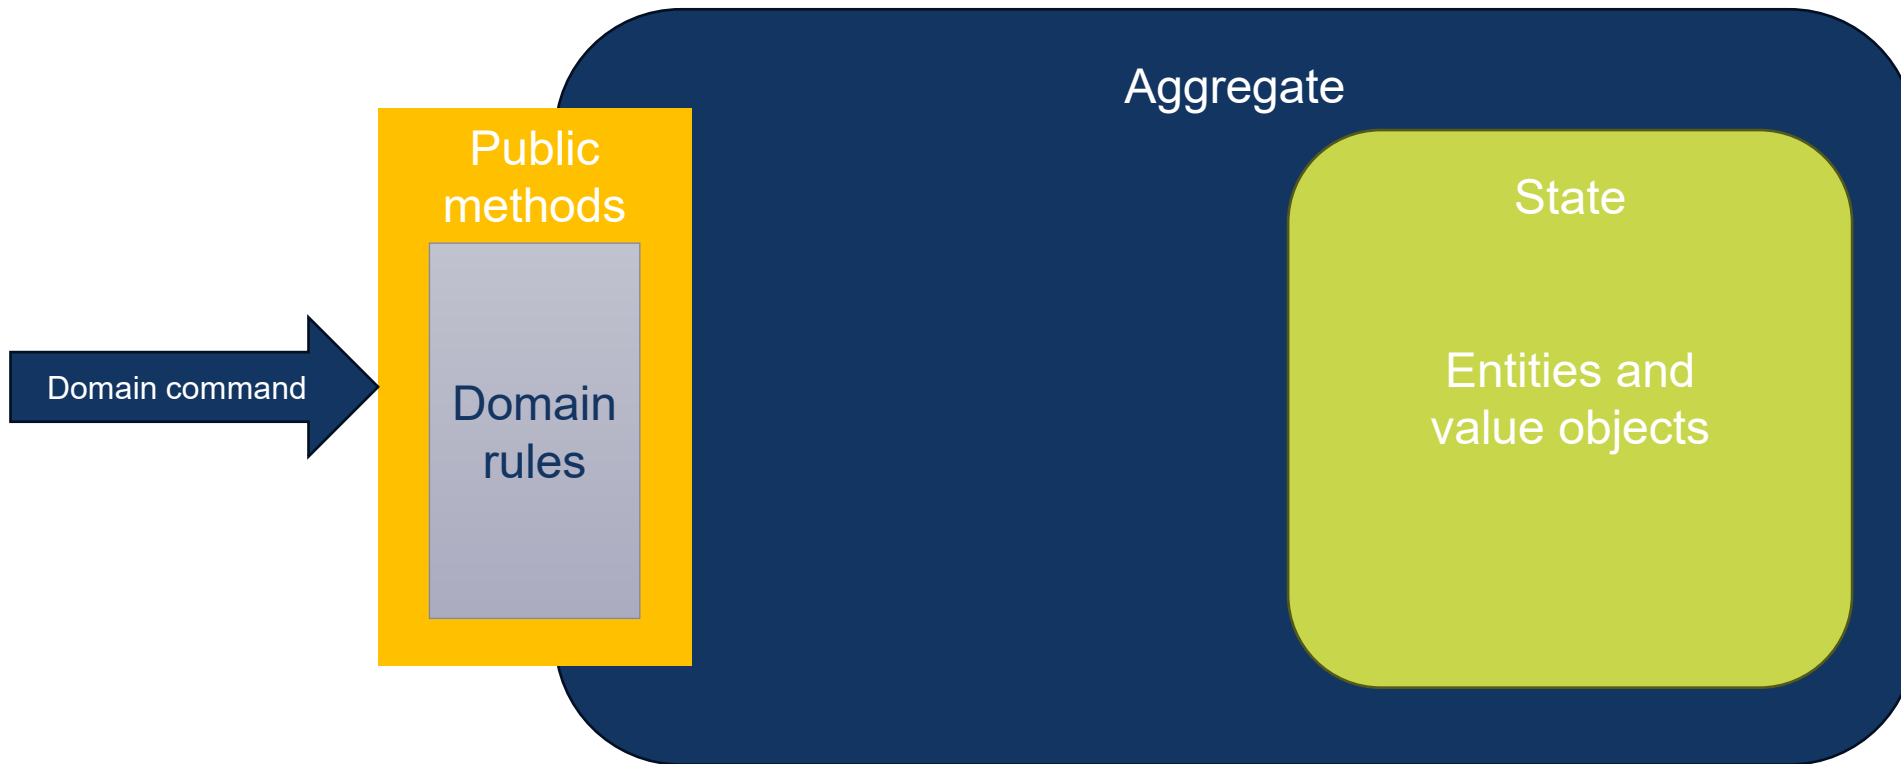 Aggregate
Public
methods
State
Domain command
Domain
rules
Entities and
value objects